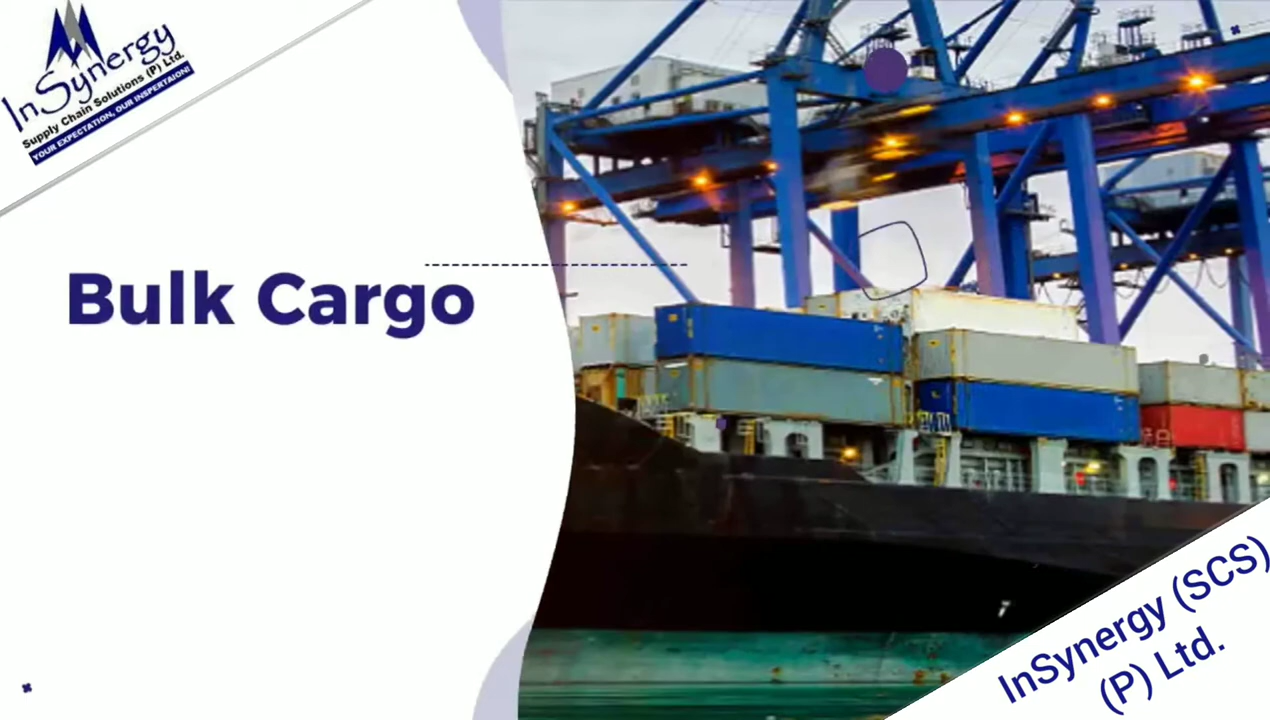 InSynergy
Supply Chain Solutions (P) Ltd.
YOUR EXPECTATION, OUR INSPERTAION!
Bulk Cargo
InSynergy (SCS)
(P) Ltd.